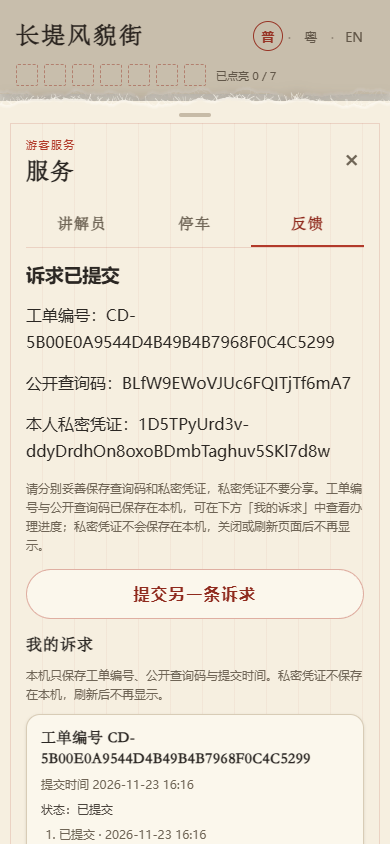 长堤风貌街
普 · 粤 · EN
已点亮 0 / 7
游客服务
服务
×
讲解员 停车 反馈
诉求已提交
工单编号：CD-
5B00E0A9544D4B49B4B7968F0C4C5299
公开查询码：BLfW9EWoVJUc6FQITjTf6mA7
本人私密凭证：1D5TPyUrd3v-
ddyDrdhOn8oxoBDmbTaghuv5SKl7d8w
请分别妥善保存查询码和私密凭证，私密凭证不要分享。工单编
号与公开查询码已保存在本机，可在下方「我的诉求」中查看办
理进度；私密凭证不会保存在本机，关闭或刷新页面后不再显
示。
提交另一条诉求
我的诉求
本机只保存工单编号、公开查询码与提交时间。私密凭证不保存
在本机，刷新后不再显示。
工单编号 CD-
5B00E0A9544D4B49B4B7968F0C4C5299
提交时间 2026-11-23 16:16
状态：已提交
1. 已提交 · 2026-11-23 16:16